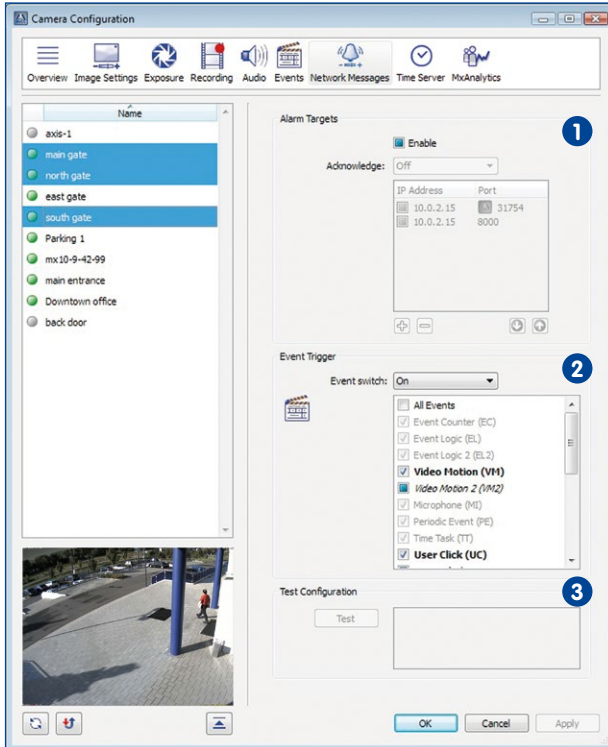 Camera Configuration
Overview Image Settings Exposure Recording Audio Events Network Messages Time Server MxAnalytics
Name
axis-1
main gate
north gate
east gate
south gate
Parking 1
mx10-9-42-99
main entrance
Downtown office
back door
Alarm Targets
1
Enable
Acknowledge: Off
IP Address Port
10.0.2.15 31754
10.0.2.15 8000
Event Trigger
2
Event switch: On
All Events
Event Counter (EC)
Event Logic (EL)
Event Logic 2 (EL2)
Video Motion (VM)
Video Motion 2 (VM2)
Microphone (MI)
Periodic Event (PE)
Time Task (TT)
User Click (UC)
Test Configuration
3
Test
OK Cancel Apply